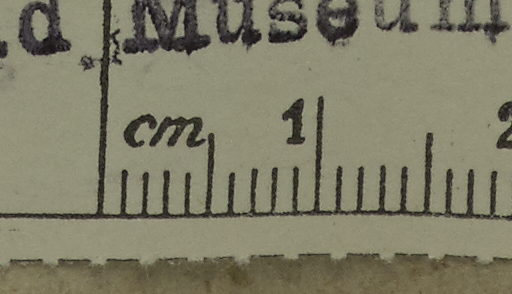 d. Museum
cm 1 2